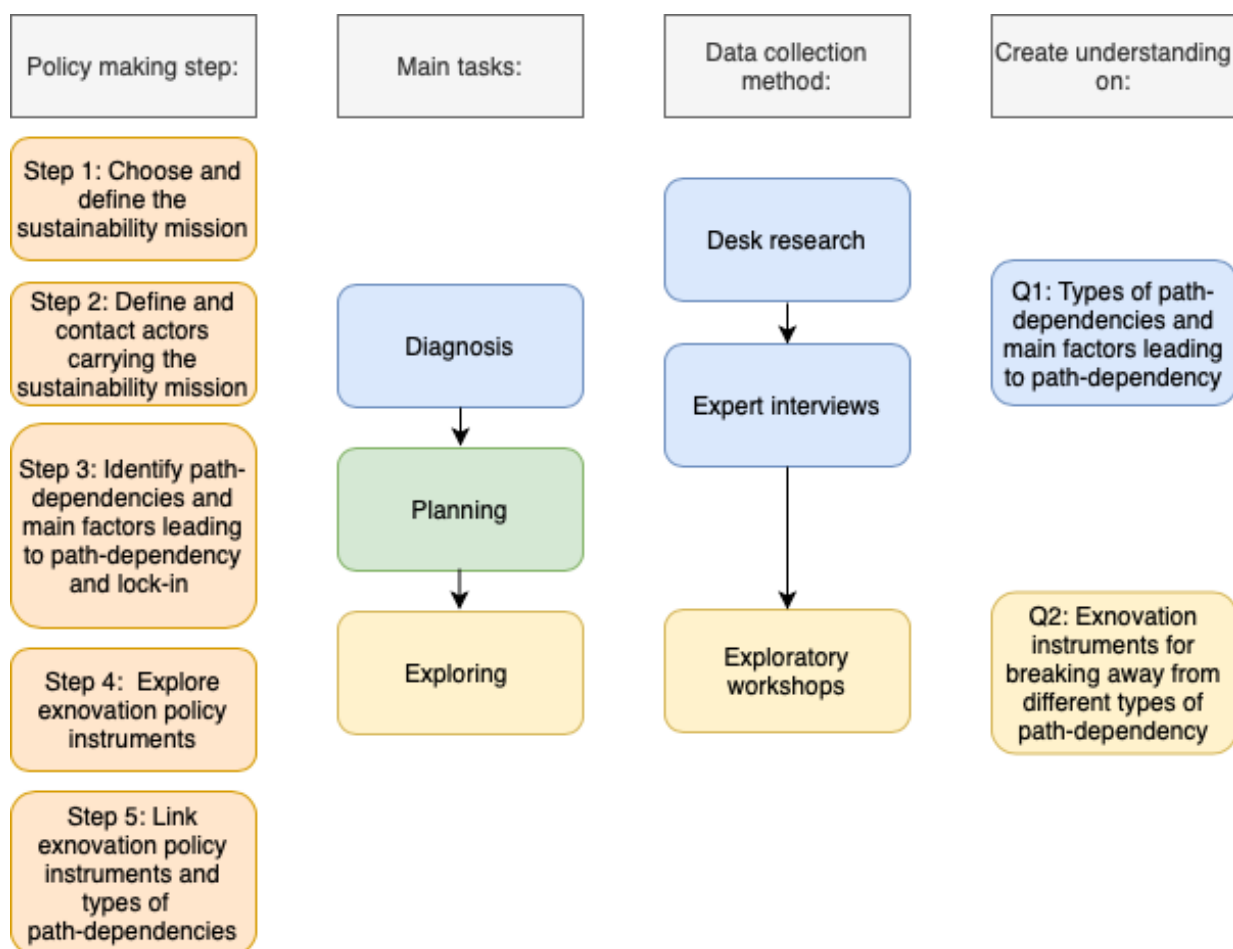 Policy making step:
Main tasks:
Data collection
method:
Create understanding
on:
Step 1: Choose and
define the
sustainability mission
Step 2: Define and
contact actors
carrying the
sustainability mission
Step 3: Identify path-
dependencies and
main factors leading
to path-dependency
and lock-in
Step 4:  Explore
exnovation policy
instruments
Step 5: Link
exnovation policy
instruments and
types of
path-dependencies
Diagnosis
Planning
Exploring
Desk research
Expert interviews
Exploratory
workshops
Q1: Types of path-
dependencies and
main factors leading
to path-dependency
Q2: Exnovation
instruments for
breaking away from
different types of
path-dependency